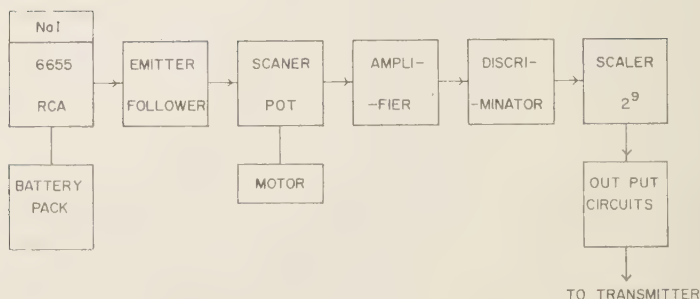 NaI
6655
RCA
BATTERY
PACK
EMITTER
FOLLOWER
SCANER
POT
MOTOR
AMPLI-
-FIER
DISCRI-
-MINATOR
SCALER
2⁹
OUT PUT
CIRCUITS
TO TRANSMITTER